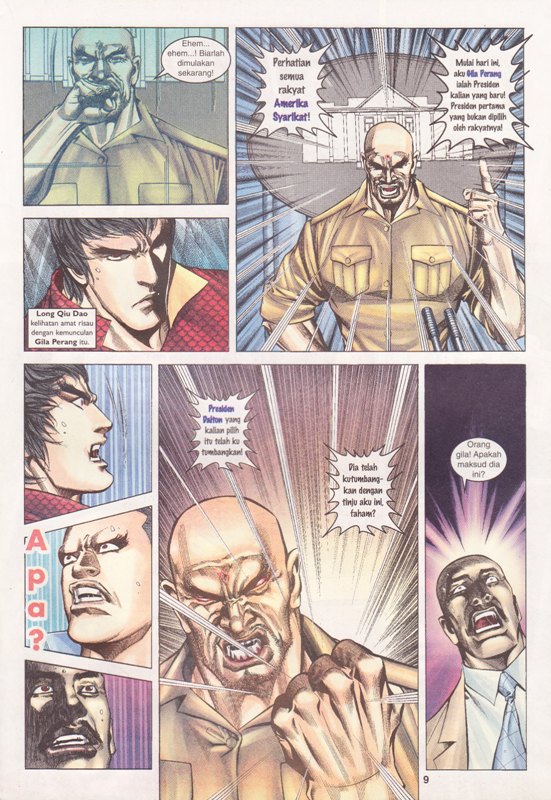 Ehem...
ehem...! Biarlah
dimulakan
sekarang!
Perhatian
semua
rakyat
Amerika
Syarikat!
Mulai hari ini,
aku Gila Perang
ialah Presiden
kalian yang baru! 
Presiden pertama
yang bukan dipilih
oleh rakyatnya!
Long Qiu Dao
kelihatan amat risau
dengan kemunculan
Gila Perang itu.
Apa?
Presiden
Dalton yang
kalian pilih
itu telah ku
tumbangkan!
Dia telah
kutumbang-
kan dengan
tinju aku ini,
faham?
Orang
gila! Apakah
maksud dia
ini?
9